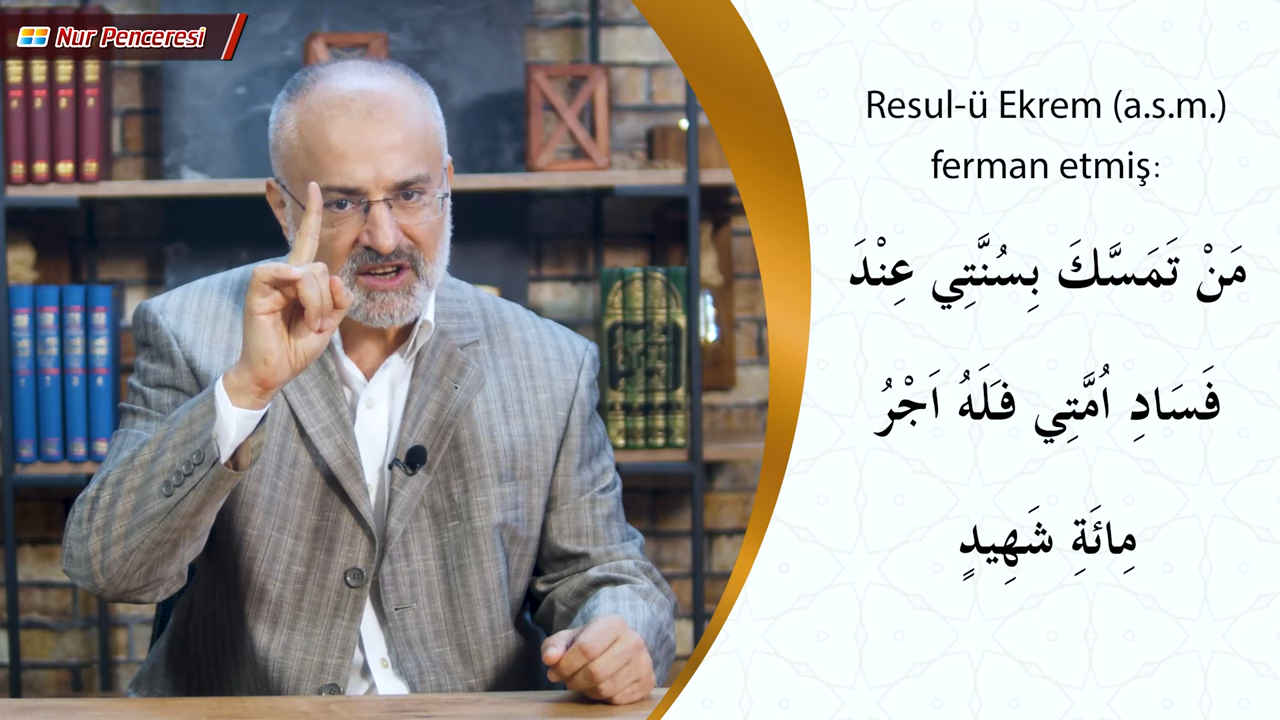 Nur Penceresi
Resul-ü Ekrem (a.s.m.)
ferman etmiş:
مَنْ تَمَسَّكَ بِسُنَّتِي عِنْدَ
فَسَادِ اُمَّتِي فَلَهُ اَجْرُ
مِائَةِ شَهِيدٍ